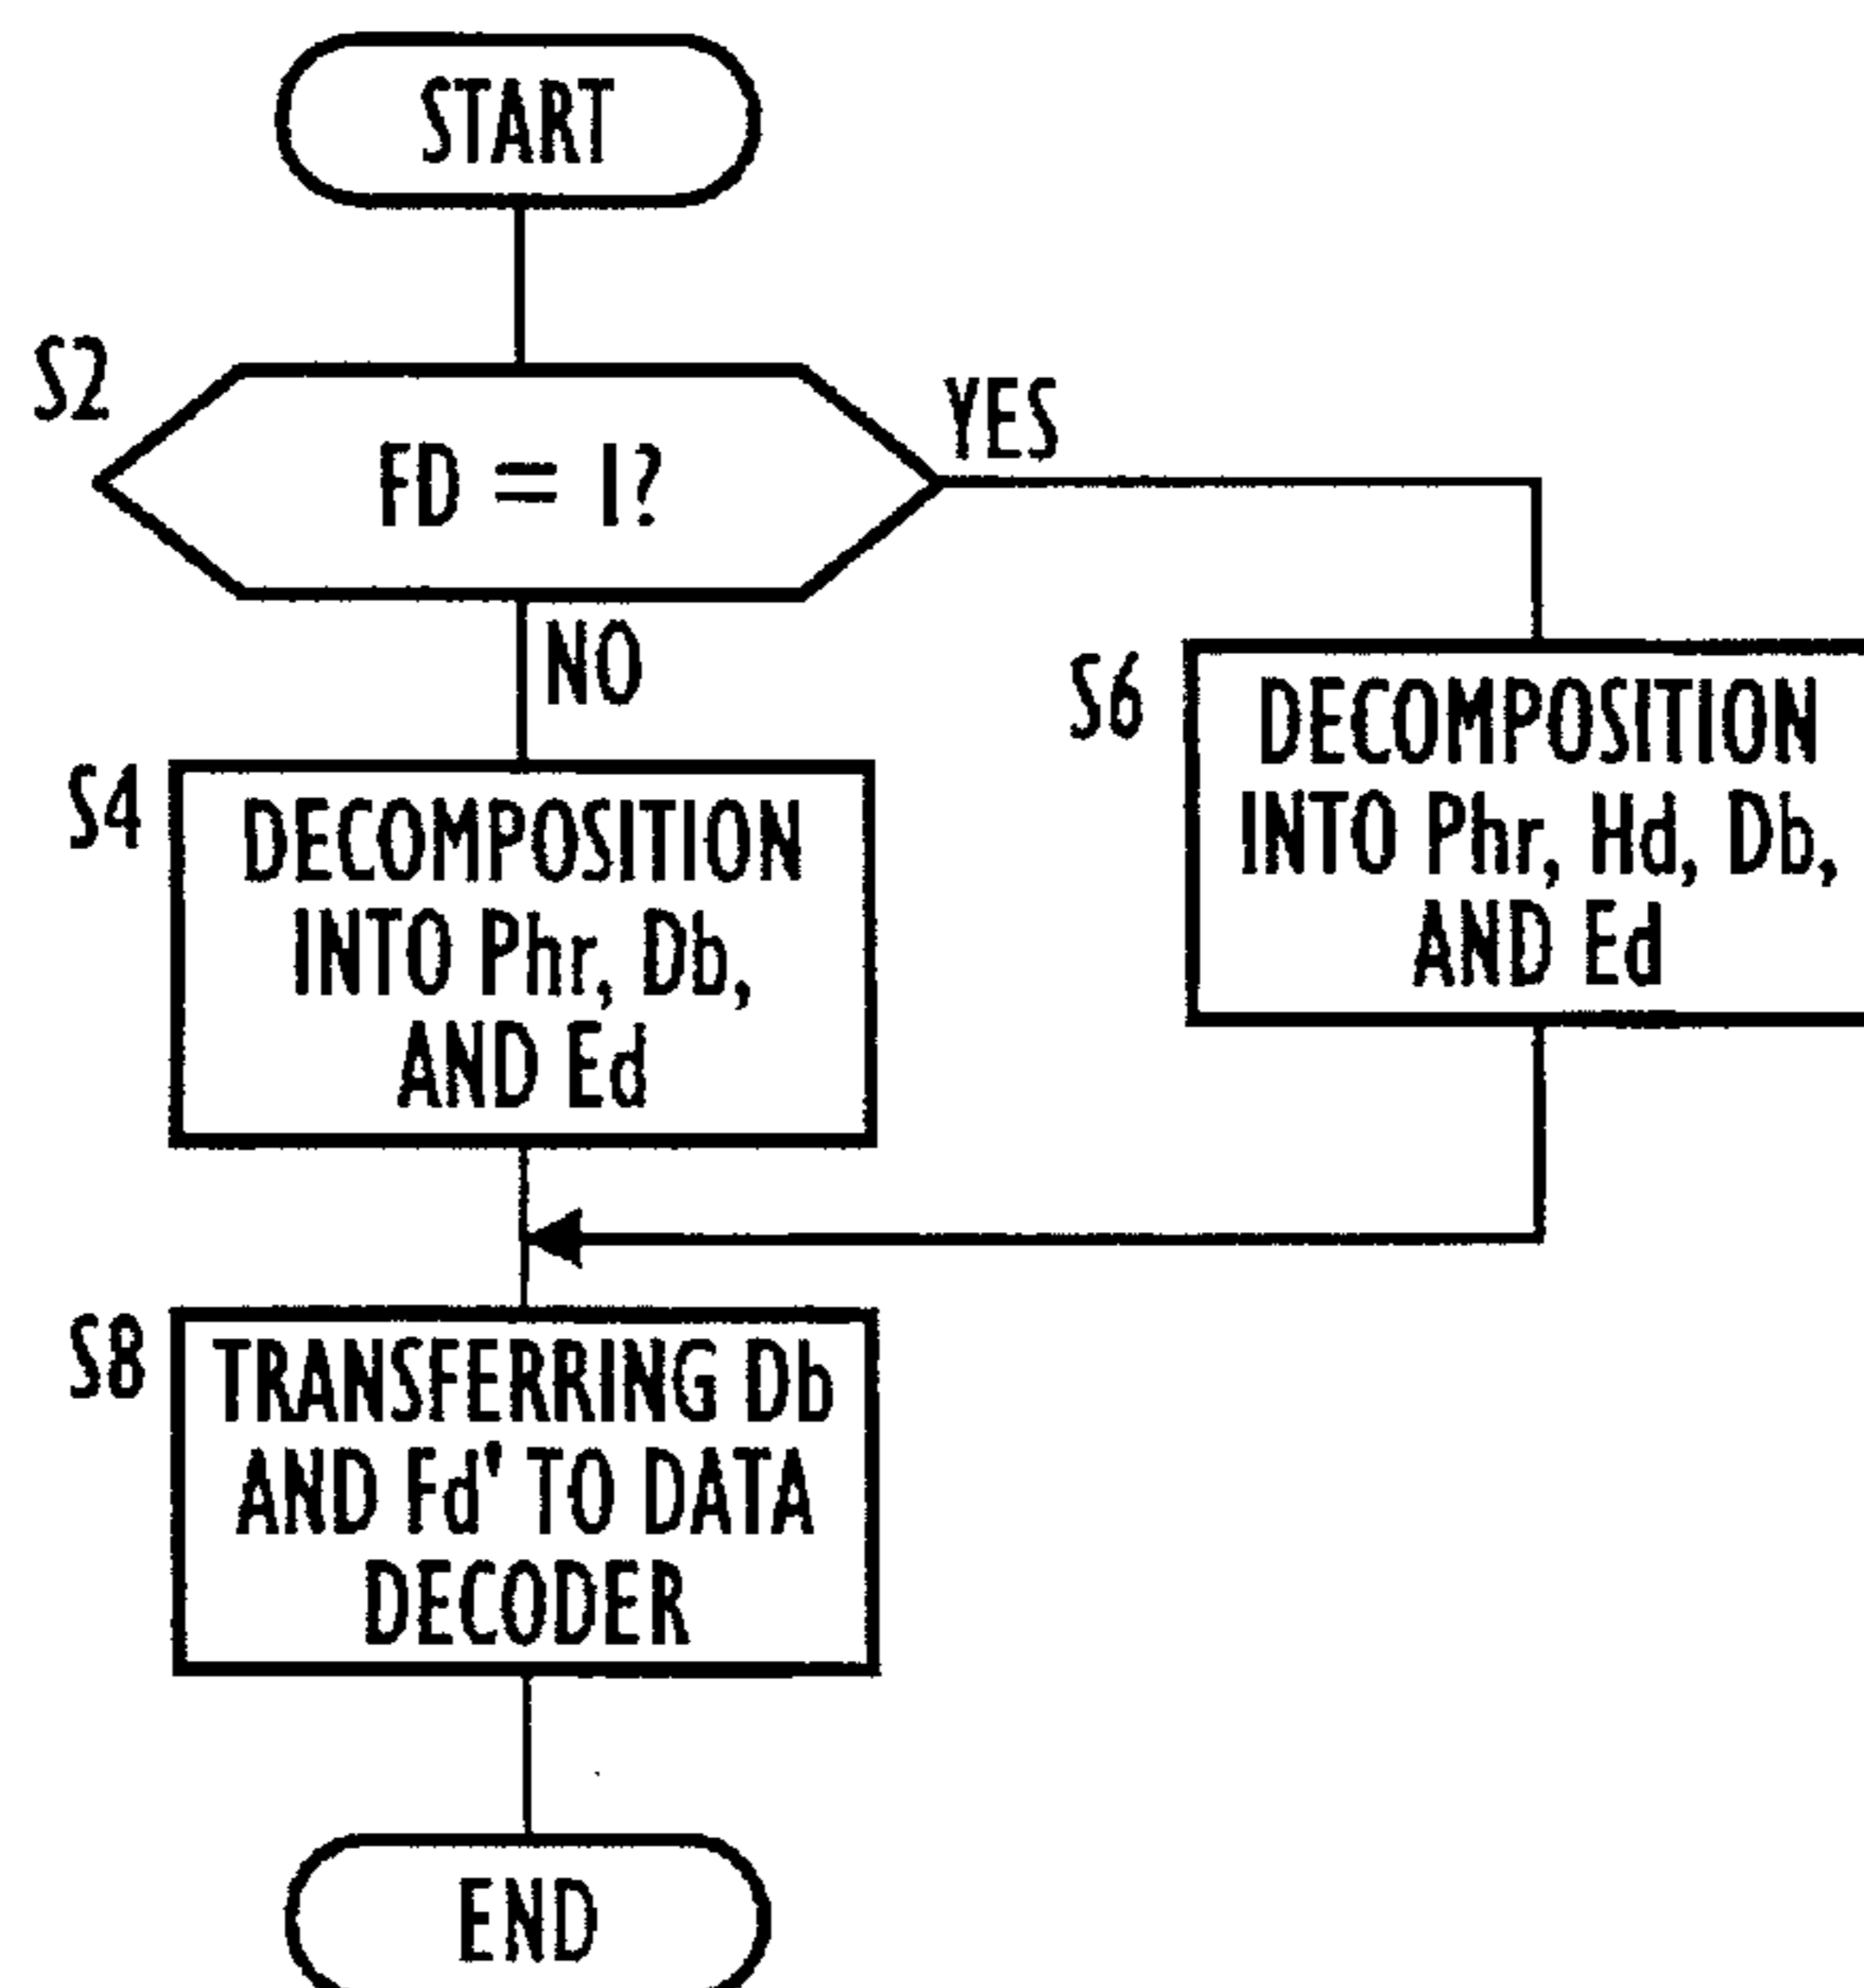 START
S2
FD = 1?
YES
NO
S4
DECOMPOSITION
INTO Phr, Db,
AND Ed
S6
DECOMPOSITION
INTO Phr, Hd, Db,
AND Ed
S8
TRANSFERRING Db
AND Fd' TO DATA
DECODER
END